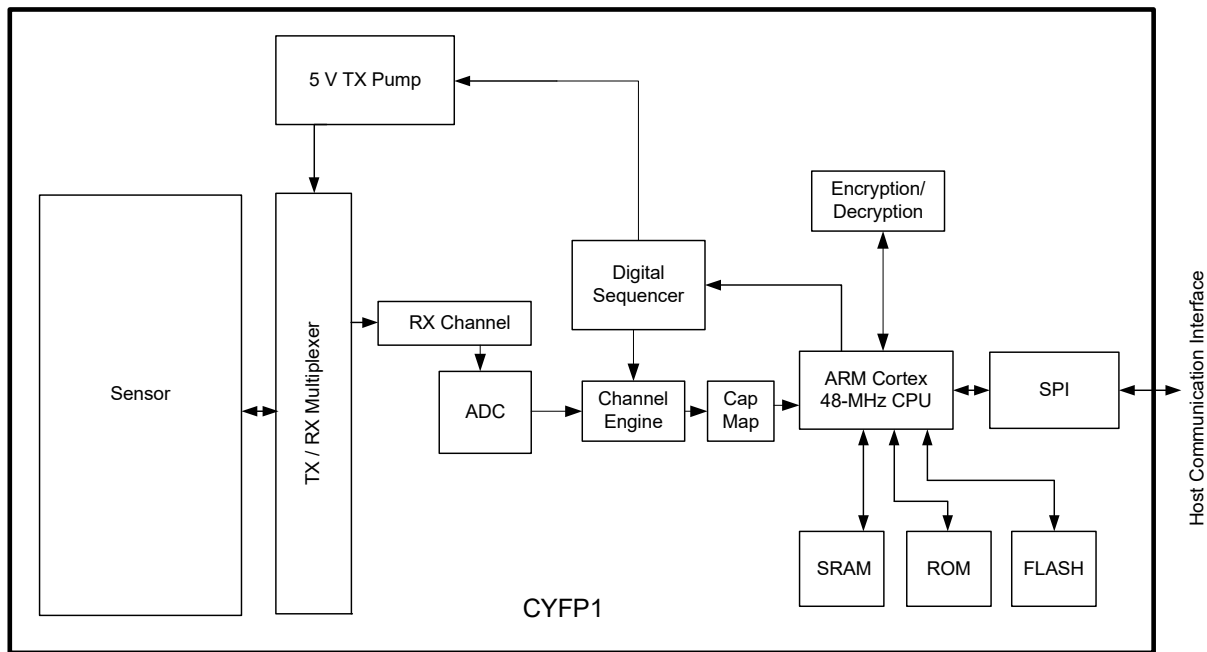 5 V TX Pump
Encryption/
Decryption
Digital
Sequencer
RX Channel
Sensor
TX / RX Multiplexer
ADC
Channel
Engine
Cap
Map
ARM Cortex
48-MHz CPU
SPI
Host Communication Interface
SRAM
ROM
FLASH
CYFP1